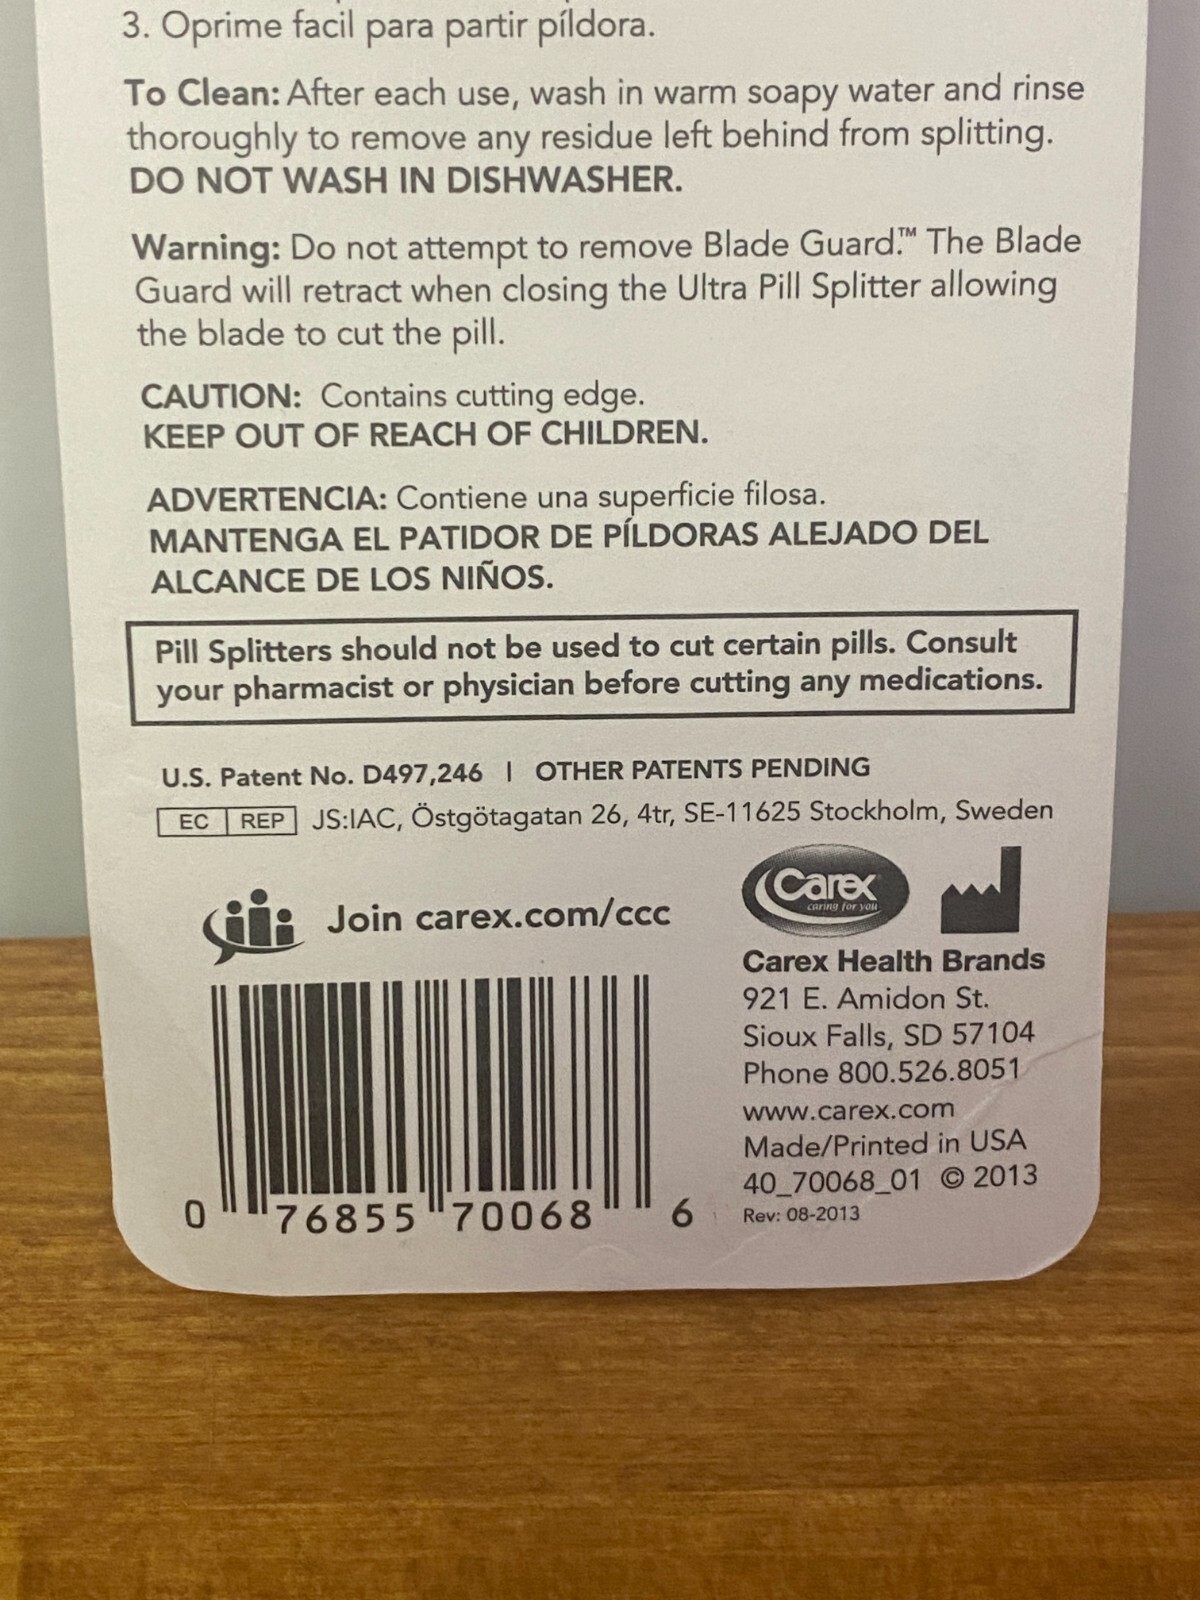 3. Oprime facil para partir píldora.
To Clean: After each use, wash in warm soapy water and rinse
thoroughly to remove any residue left behind from splitting.
DO NOT WASH IN DISHWASHER.
Warning: Do not attempt to remove Blade Guard.™ The Blade
Guard will retract when closing the Ultra Pill Splitter allowing
the blade to cut the pill.
CAUTION: Contains cutting edge.
KEEP OUT OF REACH OF CHILDREN.
ADVERTENCIA: Contiene una superficie filosa.
MANTENGA EL PATIDOR DE PÍLDORAS ALEJADO DEL
ALCANCE DE LOS NIÑOS.
Pill Splitters should not be used to cut certain pills. Consult
your pharmacist or physician before cutting any medications.
U.S. Patent No. D497,246 | OTHER PATENTS PENDING
EC REP JS:IAC, Östgötagatan 26, 4tr, SE-11625 Stockholm, Sweden
Join carex.com/ccc
0 76855 70068 6
Carex
caring for you
Carex Health Brands
921 E. Amidon St.
Sioux Falls, SD 57104
Phone 800.526.8051
www.carex.com
Made/Printed in USA
40_70068_01 © 2013
Rev: 08-2013